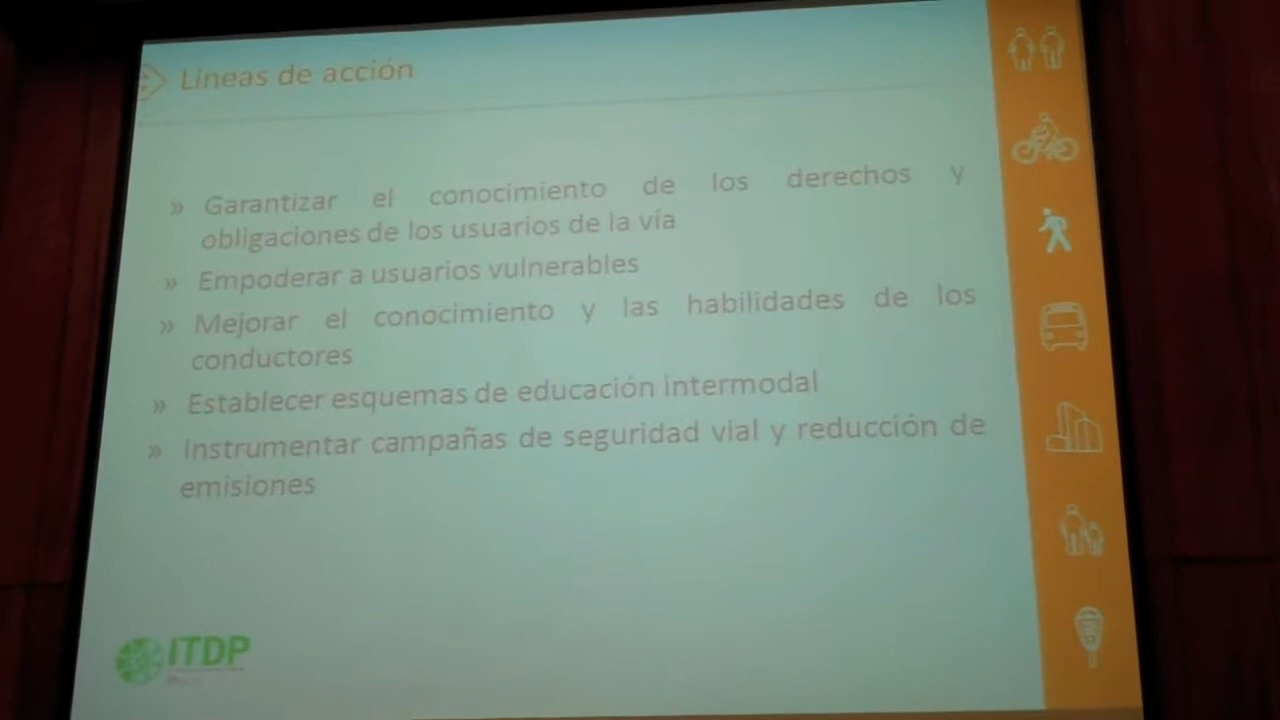 Lineas de acción
» Garantizar el conocimiento de los derechos y
obligaciones de los usuarios de la vía
» Empoderar a usuarios vulnerables
» Mejorar el conocimiento y las habilidades de los
conductores
» Establecer esquemas de educación intermodal
» Instrumentar campañas de seguridad vial y reducción de
emisiones
ITDP